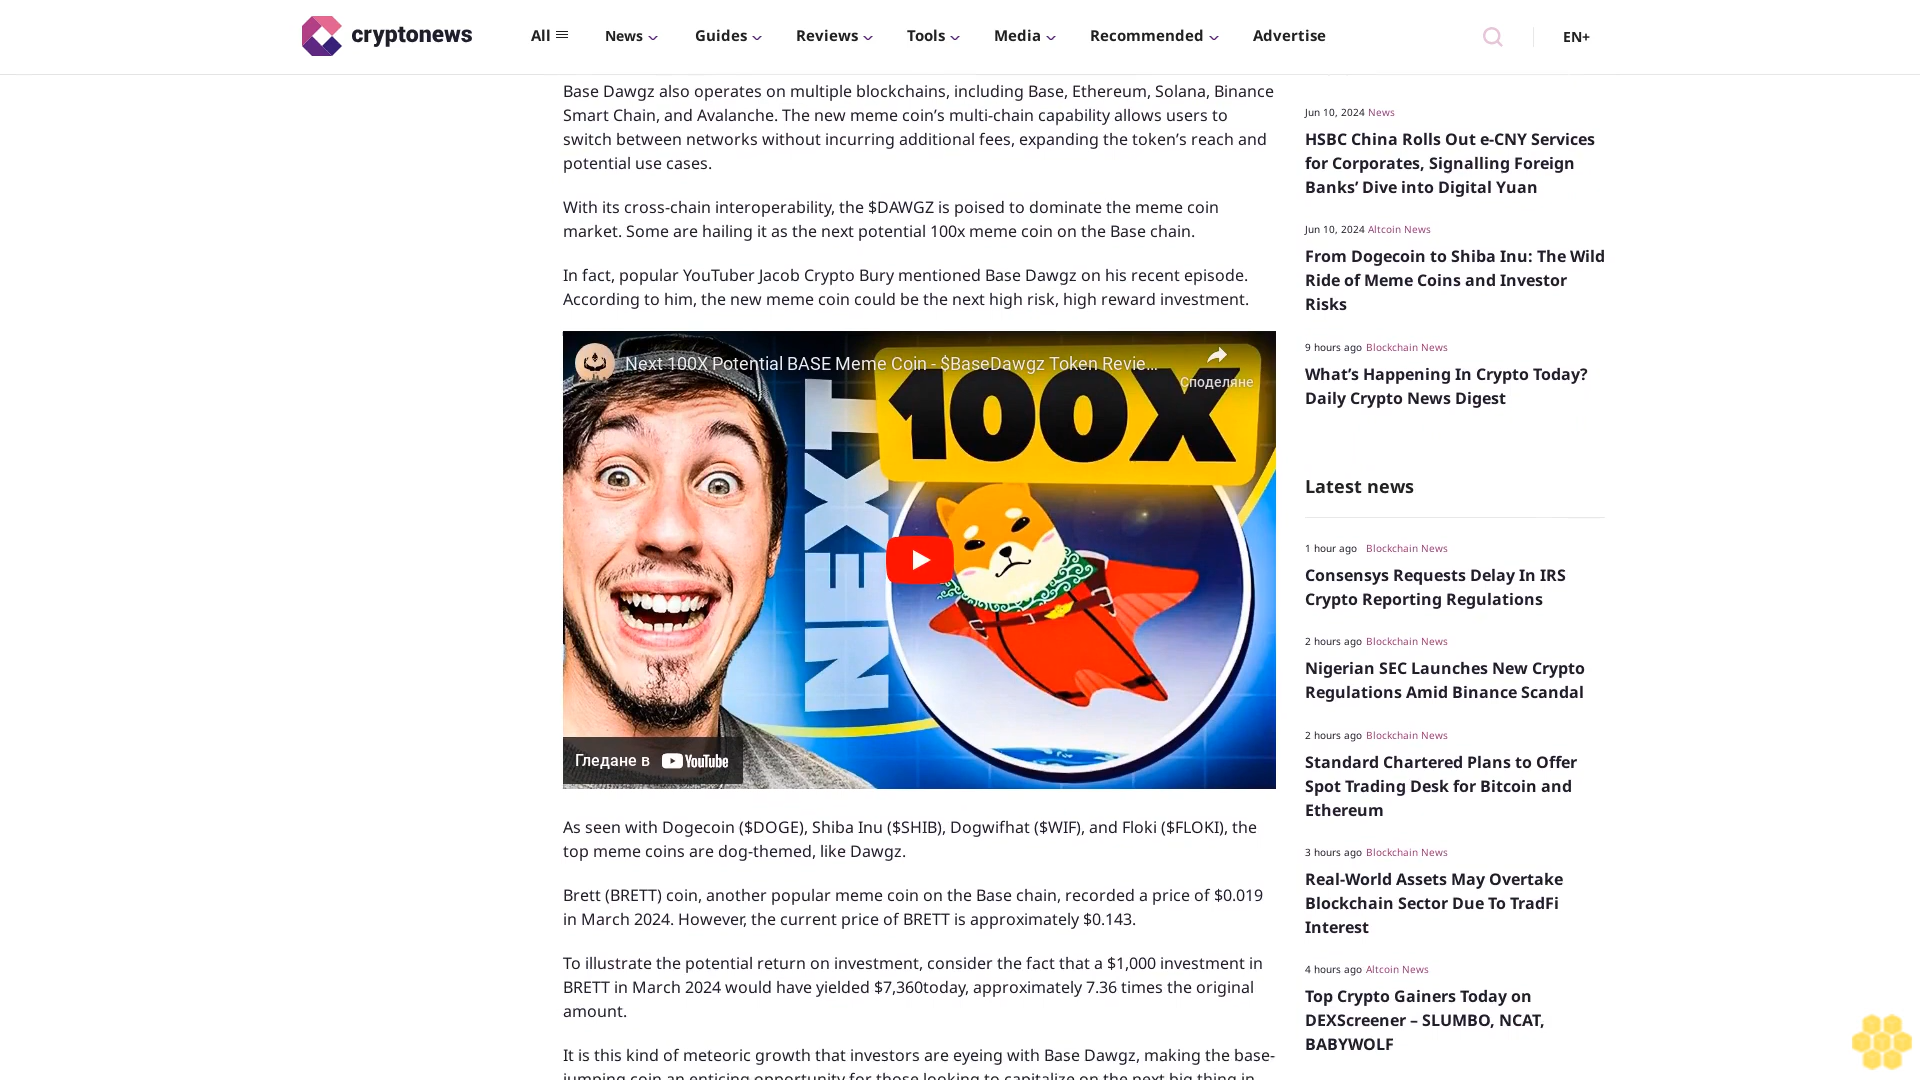 cryptonews
All
News
Guides
Reviews
Tools
Media
Recommended
Advertise
EN+
Base Dawgz also operates on multiple blockchains, including Base, Ethereum, Solana, Binance
Smart Chain, and Avalanche. The new meme coin’s multi-chain capability allows users to
switch between networks without incurring additional fees, expanding the token’s reach and
potential use cases.
With its cross-chain interoperability, the $DAWGZ is poised to dominate the meme coin
market. Some are hailing it as the next potential 100x meme coin on the Base chain.
In fact, popular YouTuber Jacob Crypto Bury mentioned Base Dawgz on his recent episode.
According to him, the new meme coin could be the next high risk, high reward investment.
Next 100X Potential BASE Meme Coin - $BaseDawgz Token Revie...
Споделяне
100X
NEXT
Гледане в YouTube
As seen with Dogecoin ($DOGE), Shiba Inu ($SHIB), Dogwifhat ($WIF), and Floki ($FLOKI), the
top meme coins are dog-themed, like Dawgz.
Brett (BRETT) coin, another popular meme coin on the Base chain, recorded a price of $0.019
in March 2024. However, the current price of BRETT is approximately $0.143.
To illustrate the potential return on investment, consider the fact that a $1,000 investment in
BRETT in March 2024 would have yielded $7,360today, approximately 7.36 times the original
amount.
It is this kind of meteoric growth that investors are eyeing with Base Dawgz, making the base-
jumping coin an enticing opportunity for those looking to capitalize on the next big thing in
Jun 10, 2024 News
HSBC China Rolls Out e-CNY Services
for Corporates, Signalling Foreign
Banks’ Dive into Digital Yuan
Jun 10, 2024 Altcoin News
From Dogecoin to Shiba Inu: The Wild
Ride of Meme Coins and Investor
Risks
9 hours ago Blockchain News
What’s Happening In Crypto Today?
Daily Crypto News Digest
Latest news
1 hour ago Blockchain News
Consensys Requests Delay In IRS
Crypto Reporting Regulations
2 hours ago Blockchain News
Nigerian SEC Launches New Crypto
Regulations Amid Binance Scandal
2 hours ago Blockchain News
Standard Chartered Plans to Offer
Spot Trading Desk for Bitcoin and
Ethereum
3 hours ago Blockchain News
Real-World Assets May Overtake
Blockchain Sector Due To TradFi
Interest
4 hours ago Altcoin News
Top Crypto Gainers Today on
DEXScreener – SLUMBO, NCAT,
BABYWOLF